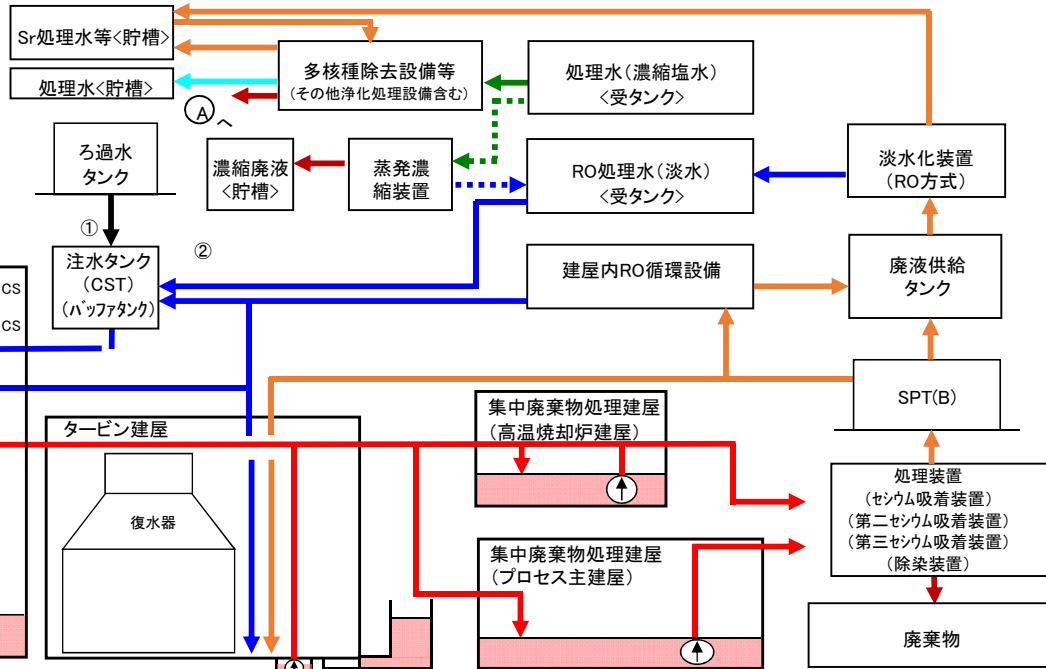 Sr処理水等<貯槽>
処理水<貯槽>
多核種除去設備等
(その他浄化処理設備含む)
処理水(濃縮塩水)
<受タンク>
Aへ
ろ過水
タンク
濃縮廃液
<貯槽>
蒸発濃
縮装置
RO処理水(淡水)
<受タンク>
淡水化装置
(RO方式)
①
②
注水タンク
(CST)
(バッファタンク)
建屋内RO循環設備
廃液供給
タンク
CS
CS
SPT(B)
タービン建屋
復水器
集中廃棄物処理建屋
(高温焼却炉建屋)
処理装置
(セシウム吸着装置)
(第二セシウム吸着装置)
(第三セシウム吸着装置)
(除染装置)
集中廃棄物処理建屋
(プロセス主建屋)
廃棄物